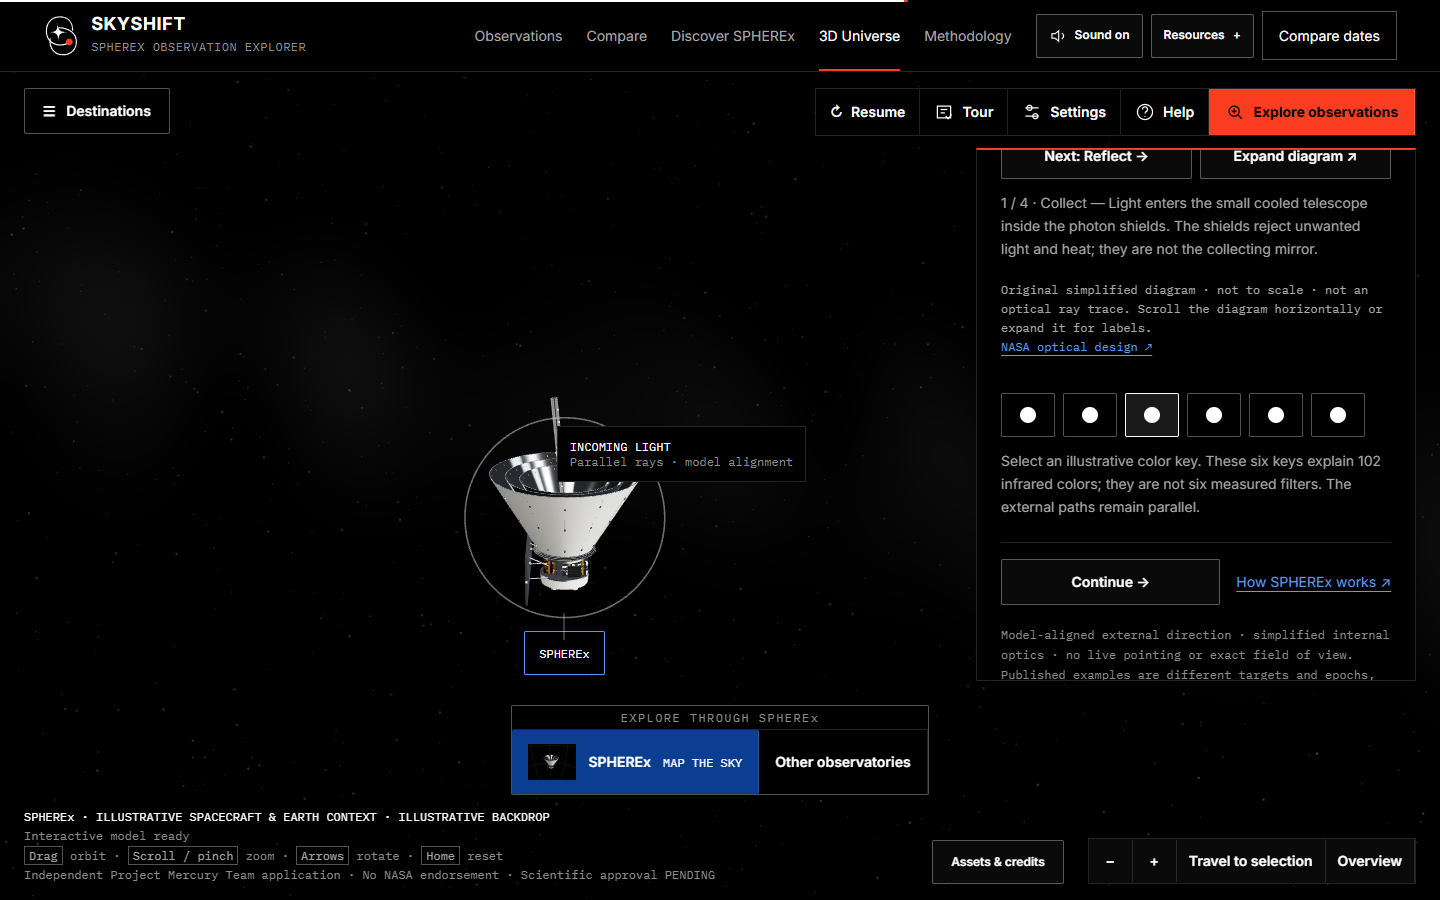 SKYSHIFT
SPHEREX OBSERVATION EXPLORER
Observations
Compare
Discover SPHEREx
3D Universe
Methodology
Sound on
Resources +
Compare dates
Destinations
Resume
Tour
Settings
Help
Explore observations
Next: Reflect →
Expand diagram ↗
1 / 4 · Collect — Light enters the small cooled telescope
inside the photon shields. The shields reject unwanted
light and heat; they are not the collecting mirror.
Original simplified diagram · not to scale · not an
optical ray trace. Scroll the diagram horizontally or
expand it for labels.
NASA optical design ↗
Select an illustrative color key. These six keys explain 102
infrared colors; they are not six measured filters. The
external paths remain parallel.
Continue →
How SPHEREx works ↗
Model-aligned external direction · simplified internal
optics · no live pointing or exact field of view.
Published examples are different targets and epochs,
INCOMING LIGHT
Parallel rays · model alignment
SPHEREx
EXPLORE THROUGH SPHEREx
SPHEREx MAP THE SKY
Other observatories
SPHEREx · ILLUSTRATIVE SPACECRAFT & EARTH CONTEXT · ILLUSTRATIVE BACKDROP
Interactive model ready
Drag orbit · Scroll / pinch zoom · Arrows rotate · Home reset
Independent Project Mercury Team application · No NASA endorsement · Scientific approval PENDING
Assets & credits
−
+
Travel to selection
Overview